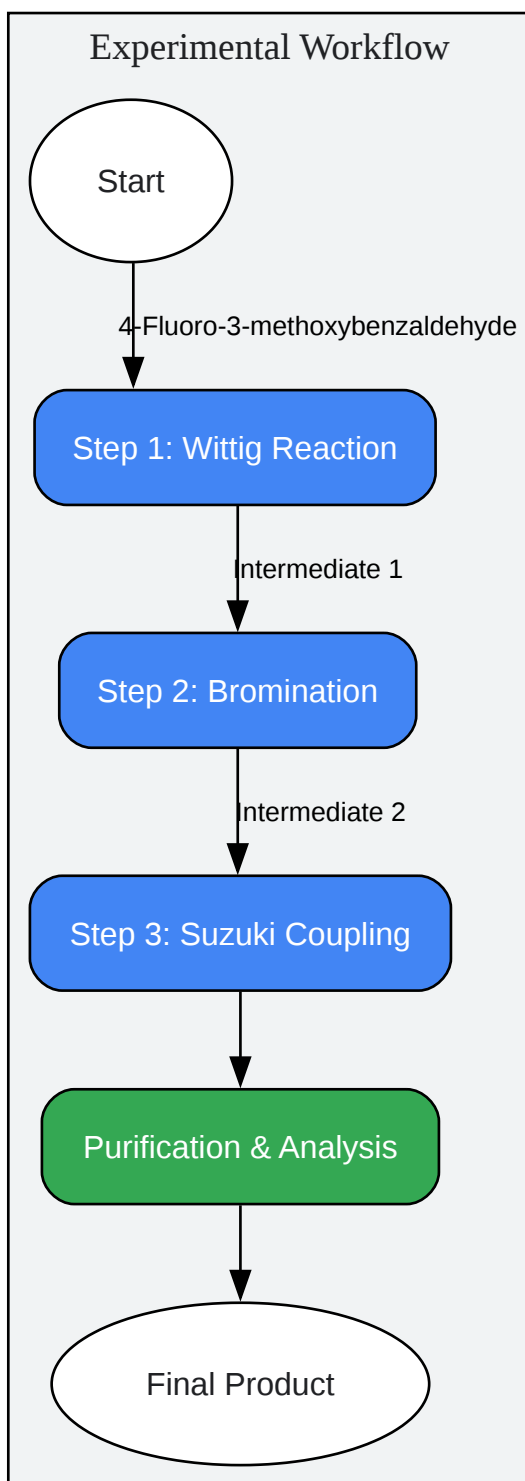 Experimental Workflow
Start
4-Fluoro-3-methoxybenzaldehyde
Step 1: Wittig Reaction
Intermediate 1
Step 2: Bromination
Intermediate 2
Step 3: Suzuki Coupling
Purification & Analysis
Final Product